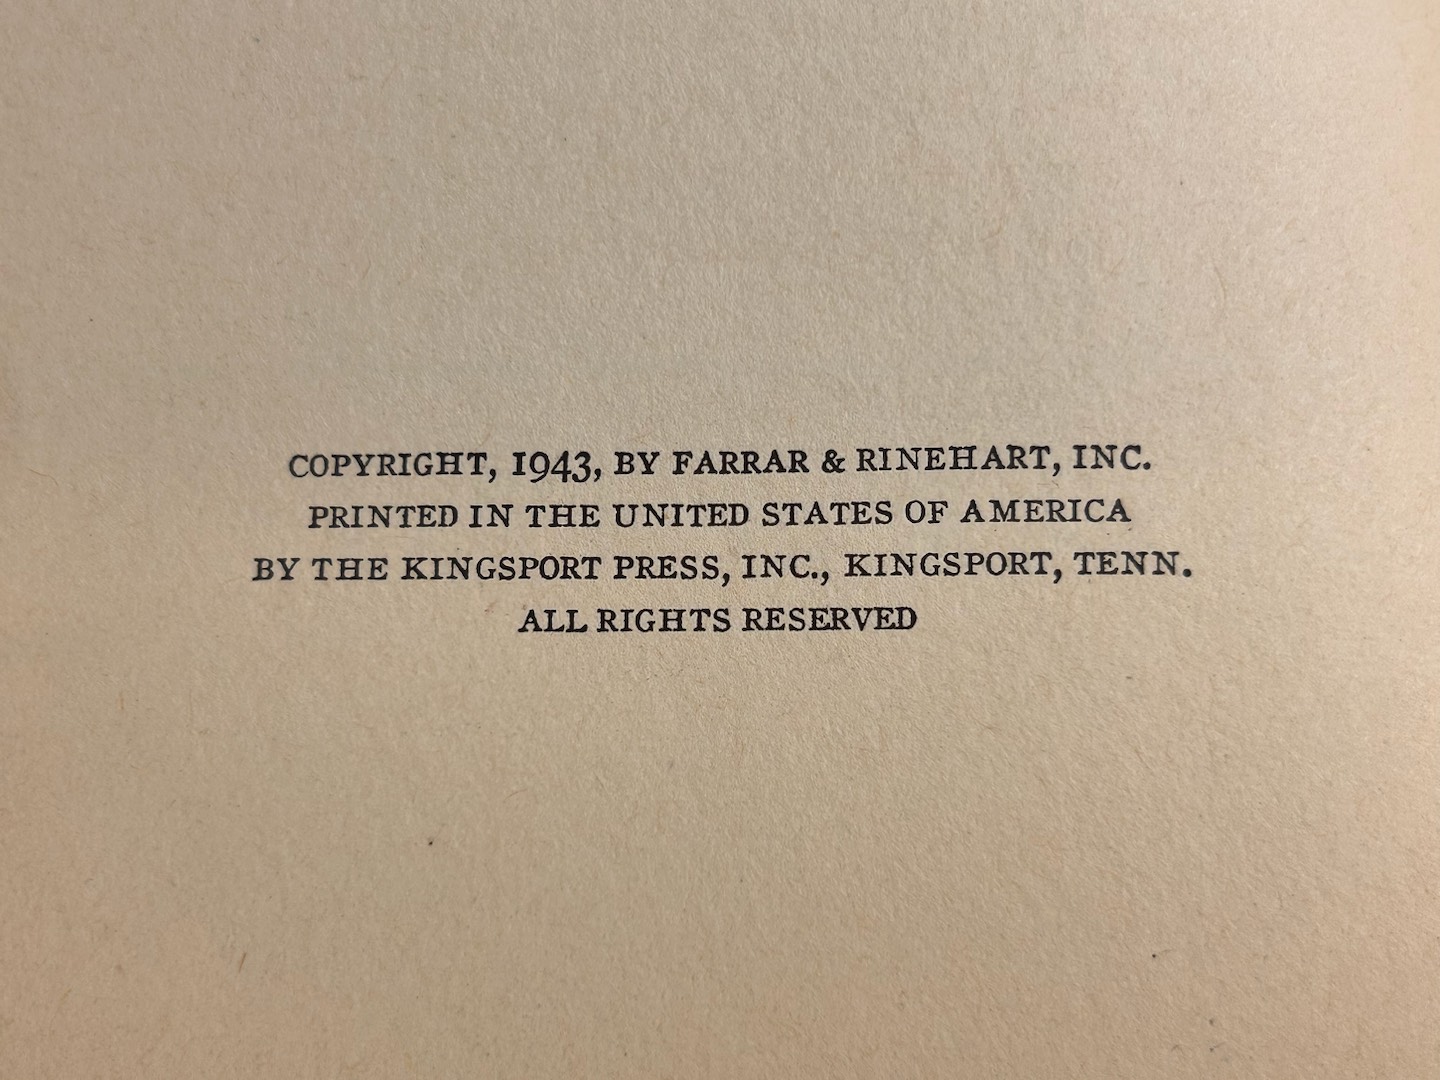 COPYRIGHT, 1943, BY FARRAR & RINEHART, INC.
PRINTED IN THE UNITED STATES OF AMERICA
BY THE KINGSPORT PRESS, INC., KINGSPORT, TENN.
ALL RIGHTS RESERVED